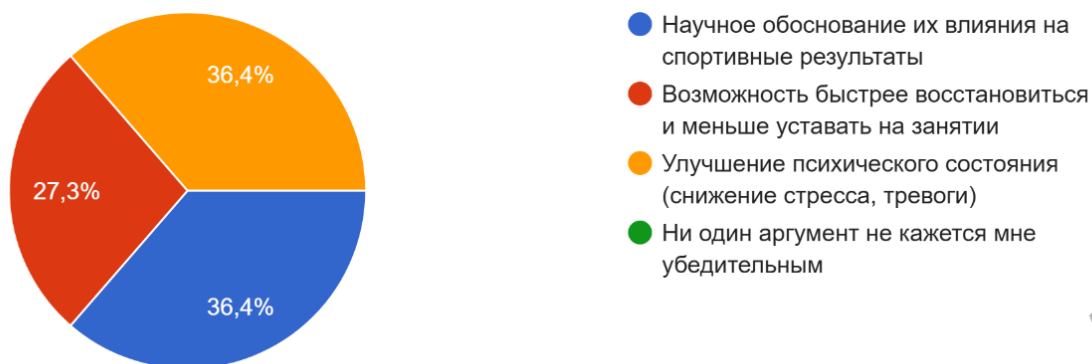 36,4%
27,3%
36,4%
Научное обоснование их влияния на
спортивные результаты
Возможность быстрее восстановиться
и меньше уставать на занятии
Улучшение психического состояния
(снижение стресса, тревоги)
Ни один аргумент не кажется мне
убедительным